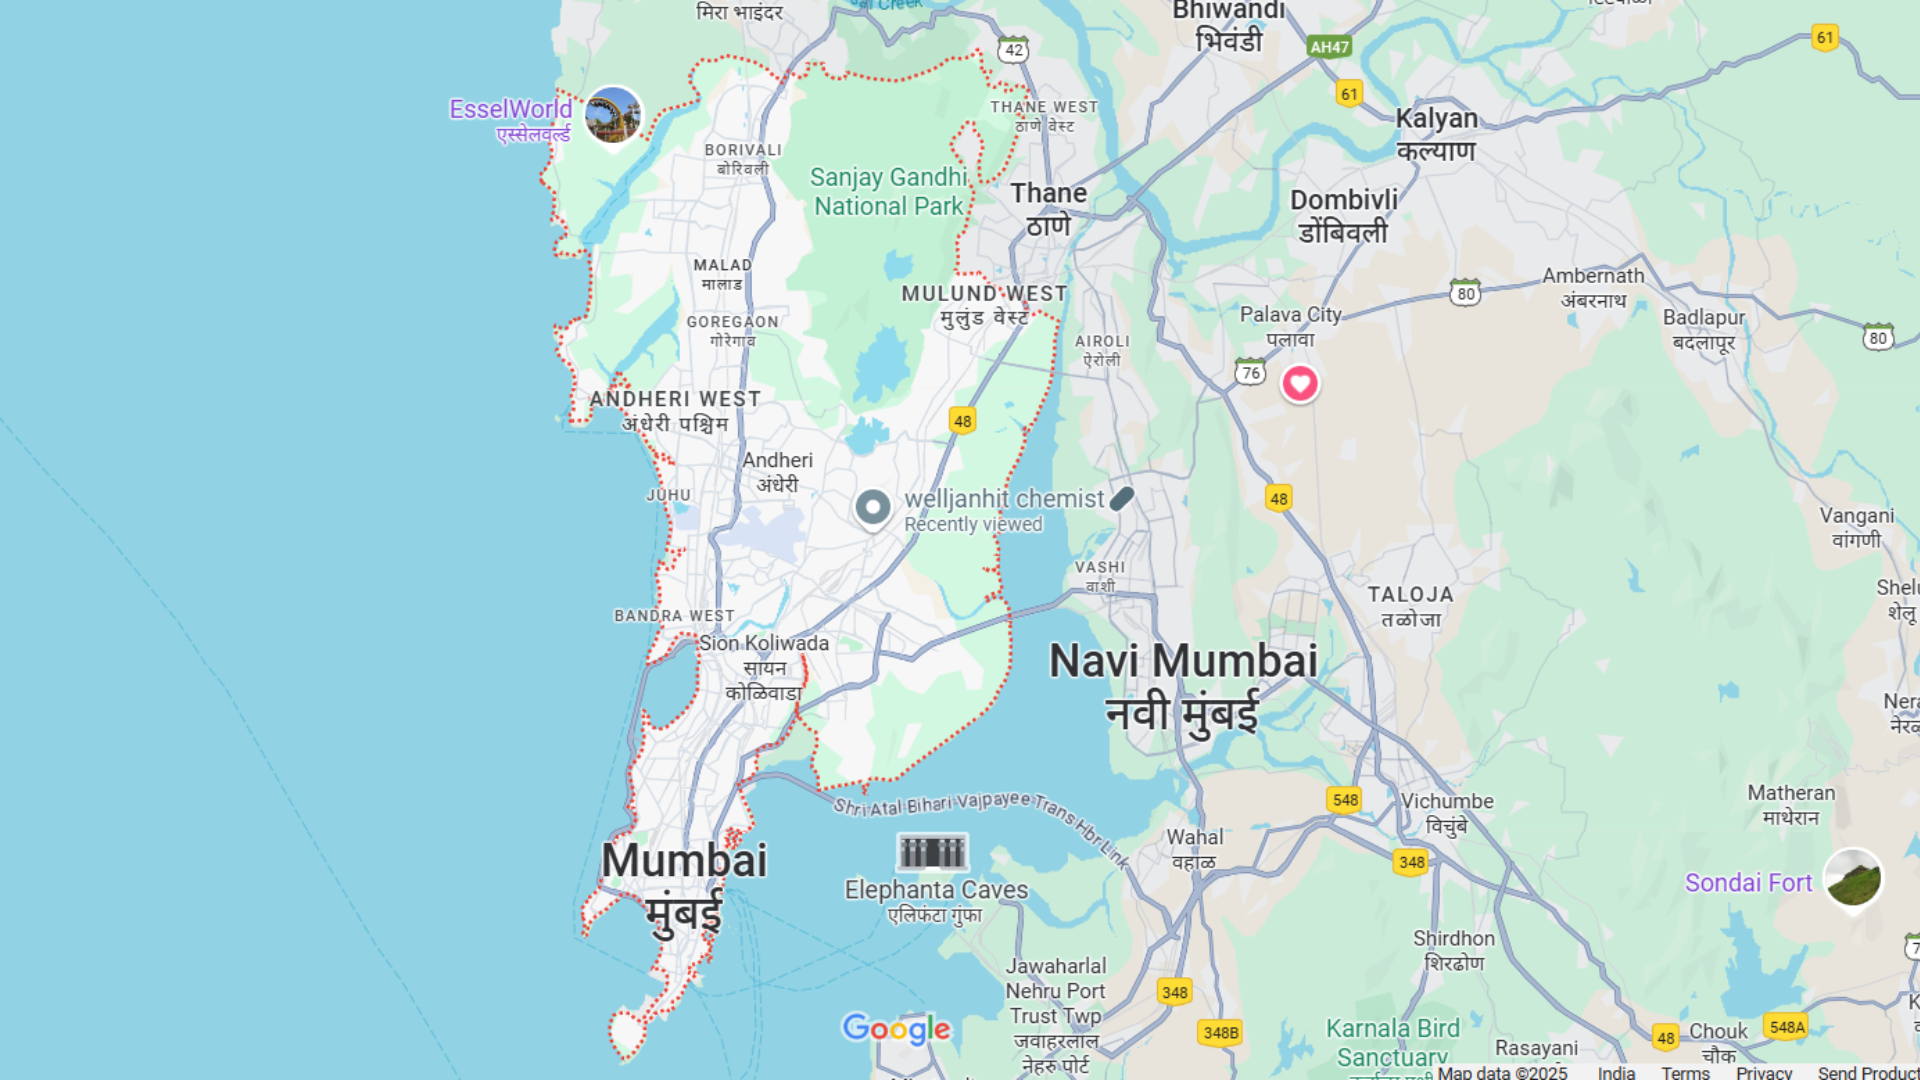 मिरा भाइंदर
Bhiwandi
भिवंडी
42
AH47
61
61
EsselWorld
एस्सेलवर्ल्ड
THANE WEST
ठाणे वेस्ट
Kalyan
कल्याण
BORIVALI
बोरिवली
Sanjay Gandhi
National Park
Thane
ठाणे
Dombivli
डोंबिवली
MALAD
मालाड
MULUND WEST
मुलुंड वेस्ट
80
Ambernath
अंबरनाथ
GOREGAON
गोरेगाव
Palava City
पलावा
Badlapur
बदलापूर
80
AIROLI
ऐरोली
76
ANDHERI WEST
अंधेरी पश्चिम
48
Andheri
अंधेरी
JUHU
welljanhit chemist
Recently viewed
48
Vangani
वांगणी
VASHI
वाशी
TALOJA
तळोजा
Shelu
शेलू
BANDRA WEST
Sion Koliwada
सायन
कोळिवाडा
Navi Mumbai
नवी मुंबई
Shri Atal Bihari Vajpayee Trans Hbr Link
548
Vichumbe
विचुंबे
Matheran
माथेरान
Wahal
वहाळ
348
Mumbai
मुंबई
Elephanta Caves
एलिफंटा गुंफा
Sondai Fort
Shirdhon
शिरढोण
Jawaharlal
Nehru Port
Trust Twp
जवाहरलाल
नेहरु पोर्ट
348
348B
Google
Karnala Bird
Sanctuary
48
Chouk
चौक
548A
Rasayani
Map data ©2025 India Terms Privacy Send Product